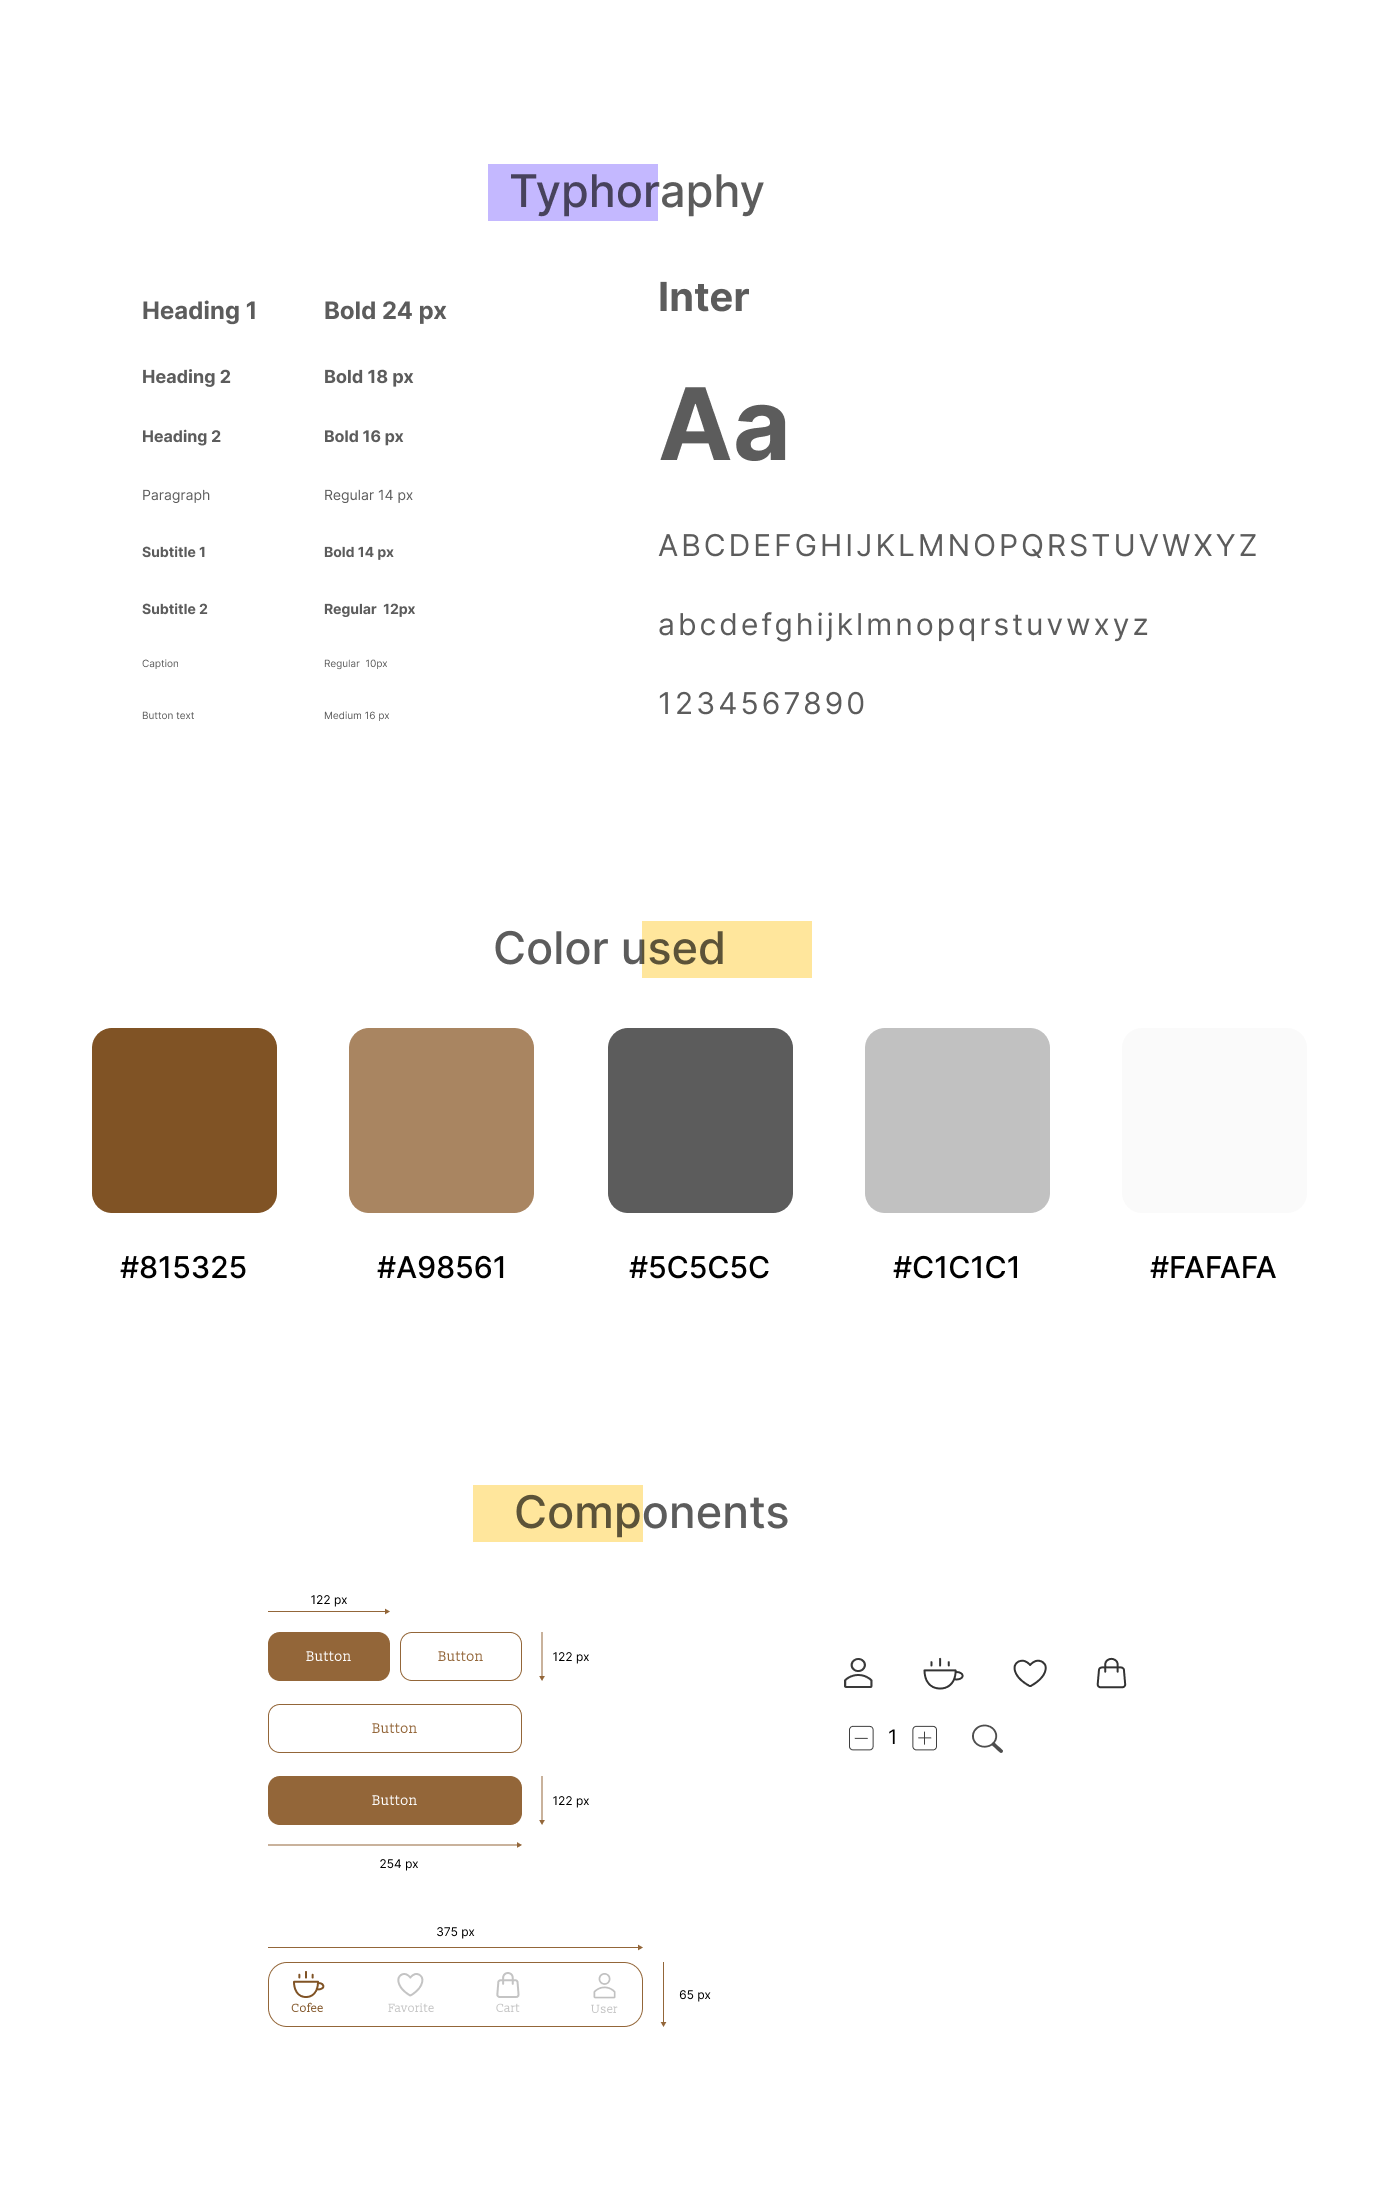 Typhoraphy
Heading 1 Bold 24 px
Heading 2 Bold 18 px
Heading 2 Bold 16 px
Paragraph Regular 14 px
Subtitle 1 Bold 14 px
Subtitle 2 Regular 12px
Caption Regular 10px
Button text Medium 16 px
Inter
Aa
ABCDEFGHIJKLMNOPQRSTUVWXYZ
abcdefghijklmnopqrstuvwxyz
1234567890
Color used
#815325 #A98561 #5C5C5C #C1C1C1 #FAFAFA
Components
122 px
Button Button 122 px
Button
Button 122 px
254 px
1
375 px
Cofee Favorite Cart User
65 px